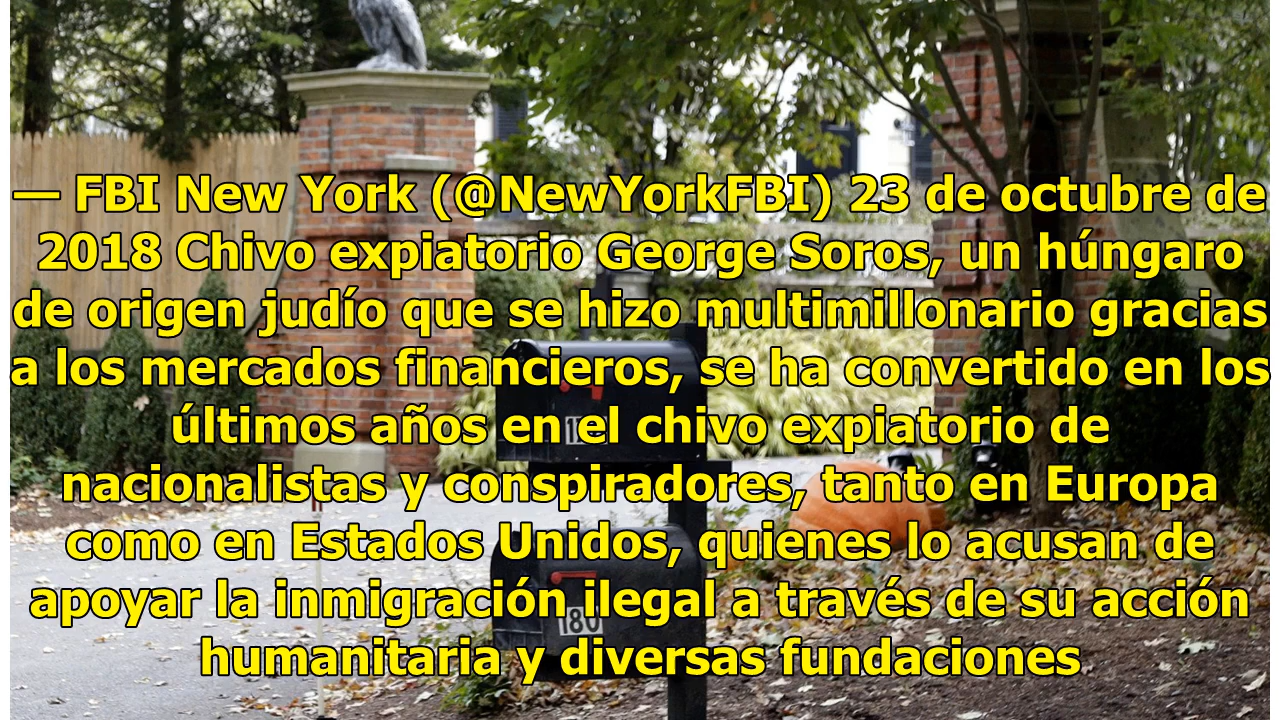 — FBI New York (@NewYorkFBI) 23 de octubre de
2018 Chivo expiatorio George Soros, un húngaro
de origen judío que se hizo multimillonario gracias
a los mercados financieros, se ha convertido en los
últimos años en el chivo expiatorio de
nacionalistas y conspiradores, tanto en Europa
como en Estados Unidos, quienes lo acusan de
apoyar la inmigración ilegal a través de su acción
humanitaria y diversas fundaciones
180